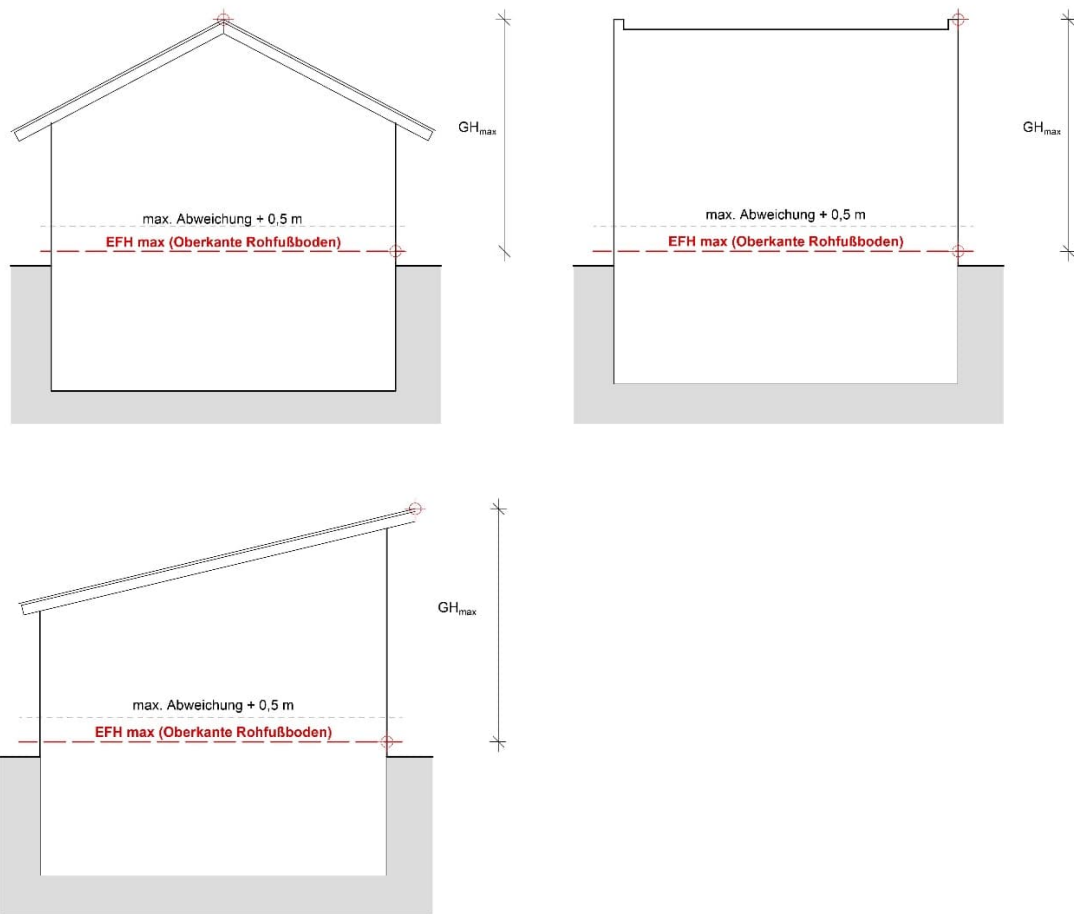 GHmax
max. Abweichung + 0,5 m
EFH max (Oberkante Rohfußboden)
GHmax
max. Abweichung + 0,5 m
EFH max (Oberkante Rohfußboden)
GHmax
max. Abweichung + 0,5 m
EFH max (Oberkante Rohfußboden)